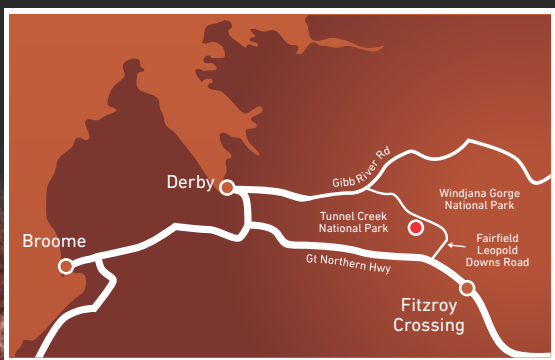 Derby
Gibb River Rd
Windjana Gorge
National Park
Tunnel Creek
National Park
Broome
Fairfield
Leopold
Downs Road
Gt Northern Hwy
Fitzroy
Crossing